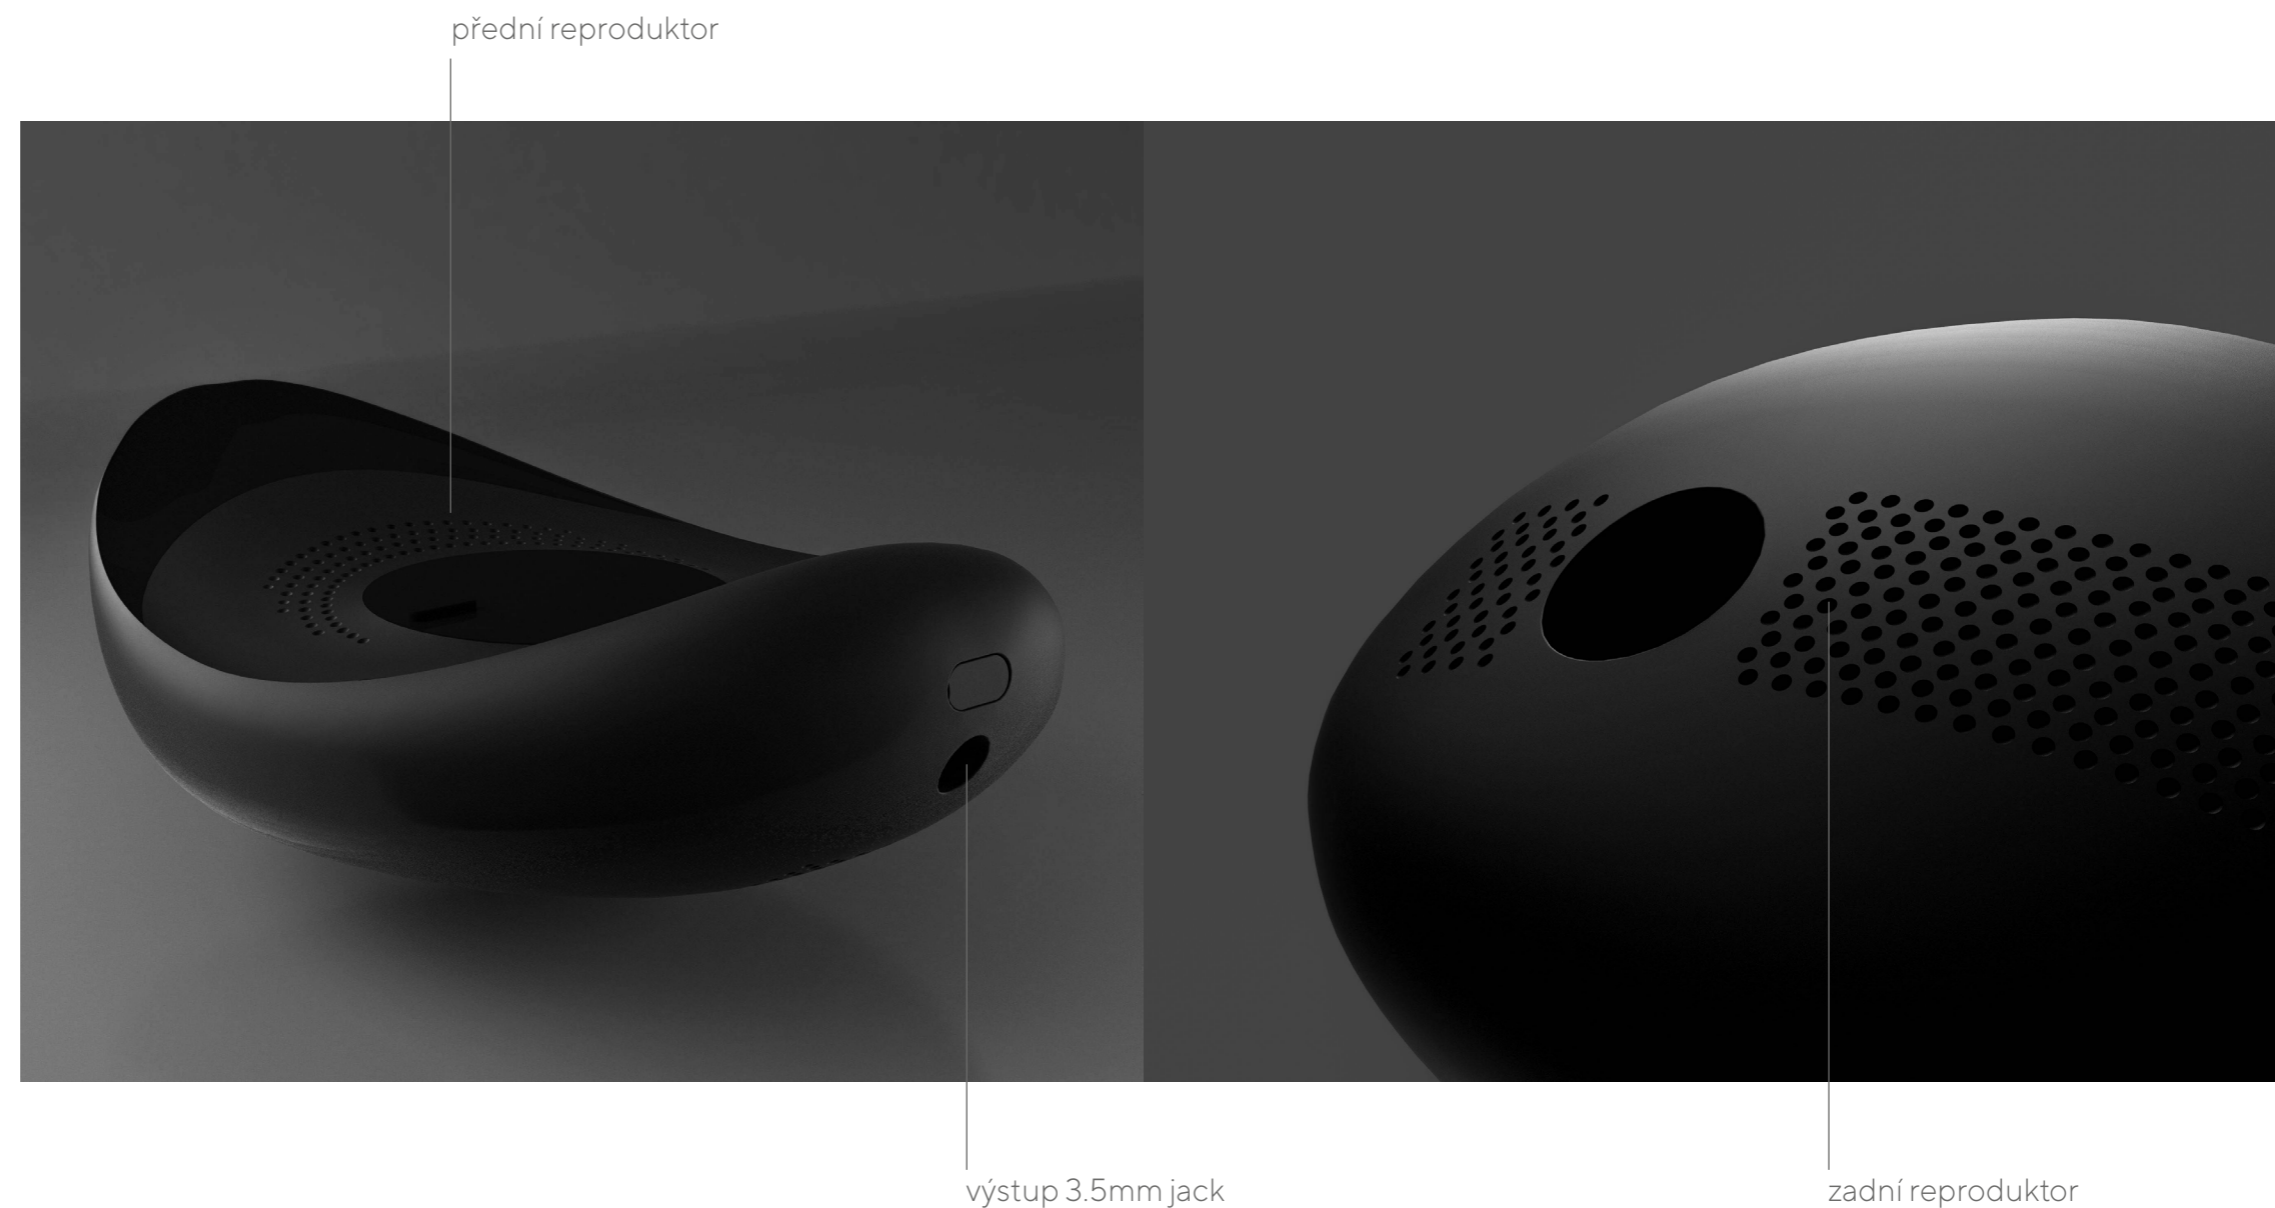 přední reproduktor
výstup 3.5mm jack
zadní reproduktor